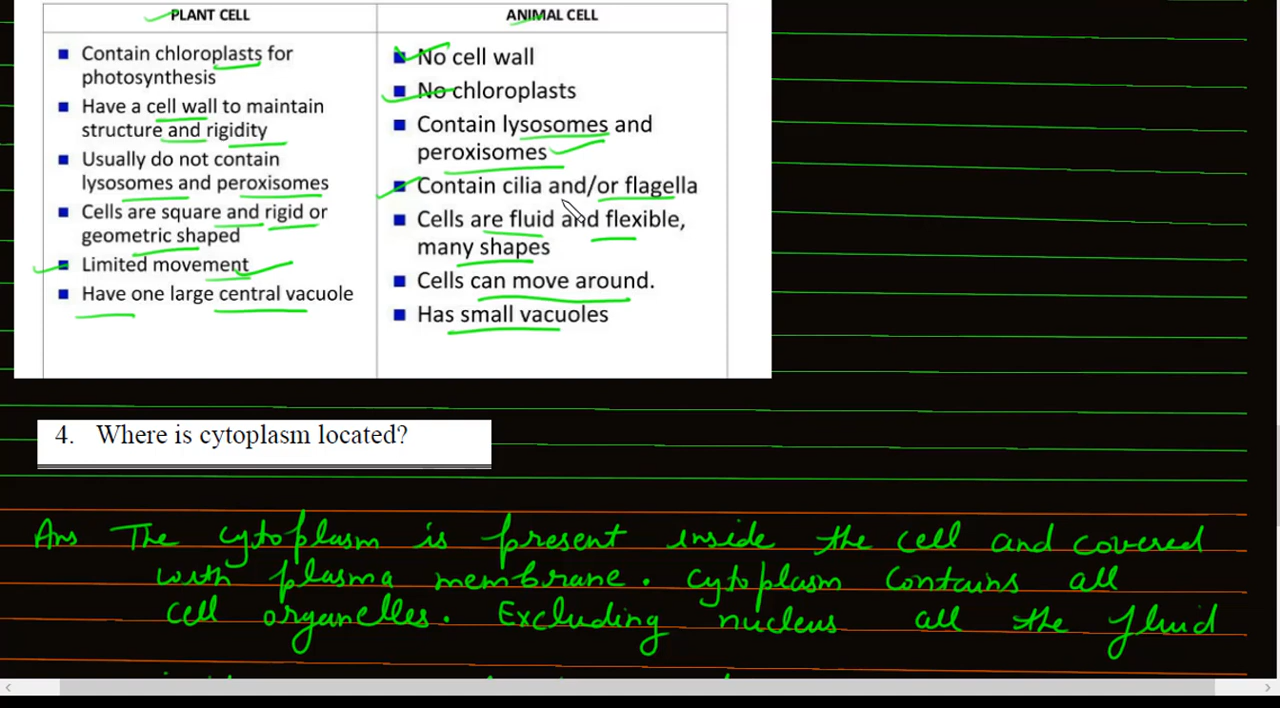 PLANT CELL
Contain chloroplasts for
photosynthesis
Have a cell wall to maintain
structure and rigidity
Usually do not contain
lysosomes and peroxisomes
Cells are square and rigid or
geometric shaped
Limited movement
Have one large central vacuole
ANIMAL CELL
No cell wall
No chloroplasts
Contain lysosomes and
peroxisomes
Contain cilia and/or flagella
Cells are fluid and flexible,
many shapes
Cells can move around.
Has small vacuoles
4. Where is cytoplasm located?
Ans The cytoplasm is present inside the cell and covered
with plasma membrane. Cytoplasm contains all
cell organelles. Excluding nucleus all the fluid